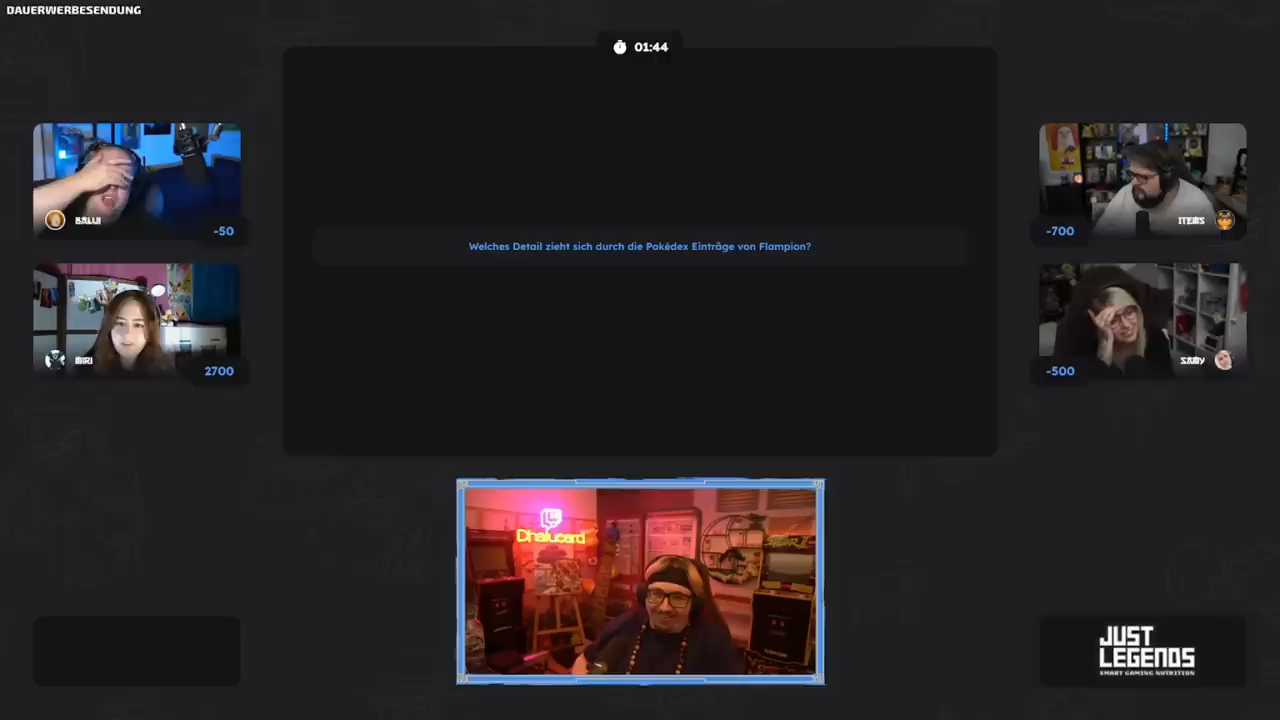 DAUERWERBESENDUNG
01:44
BALUI
-50
ITEMS
-700
Welches Detail zieht sich durch die Pokédex Einträge von Flampion?
2700
-500
Dhalucard
JUST
LEGENDS
SMART GAMING NUTRITION